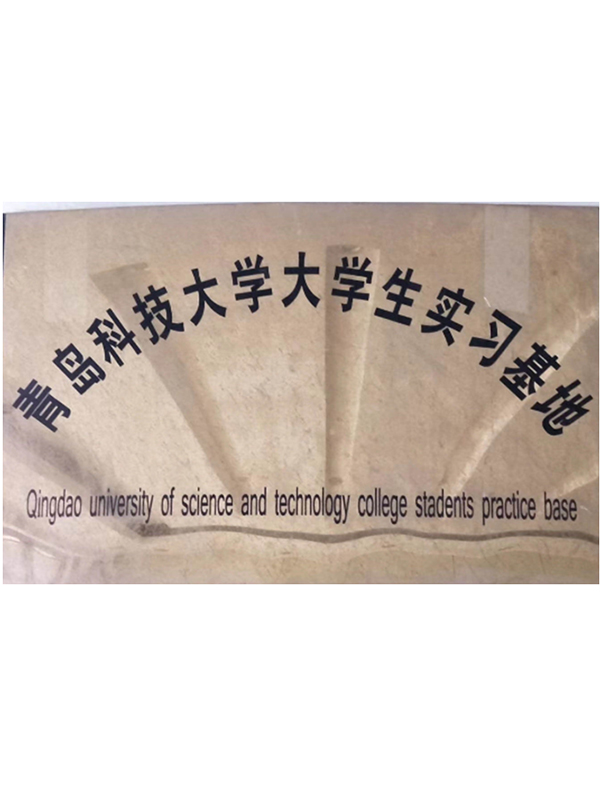 青岛科技大学大学生实习基地
Qingdao university of science and technology college stadents practice base